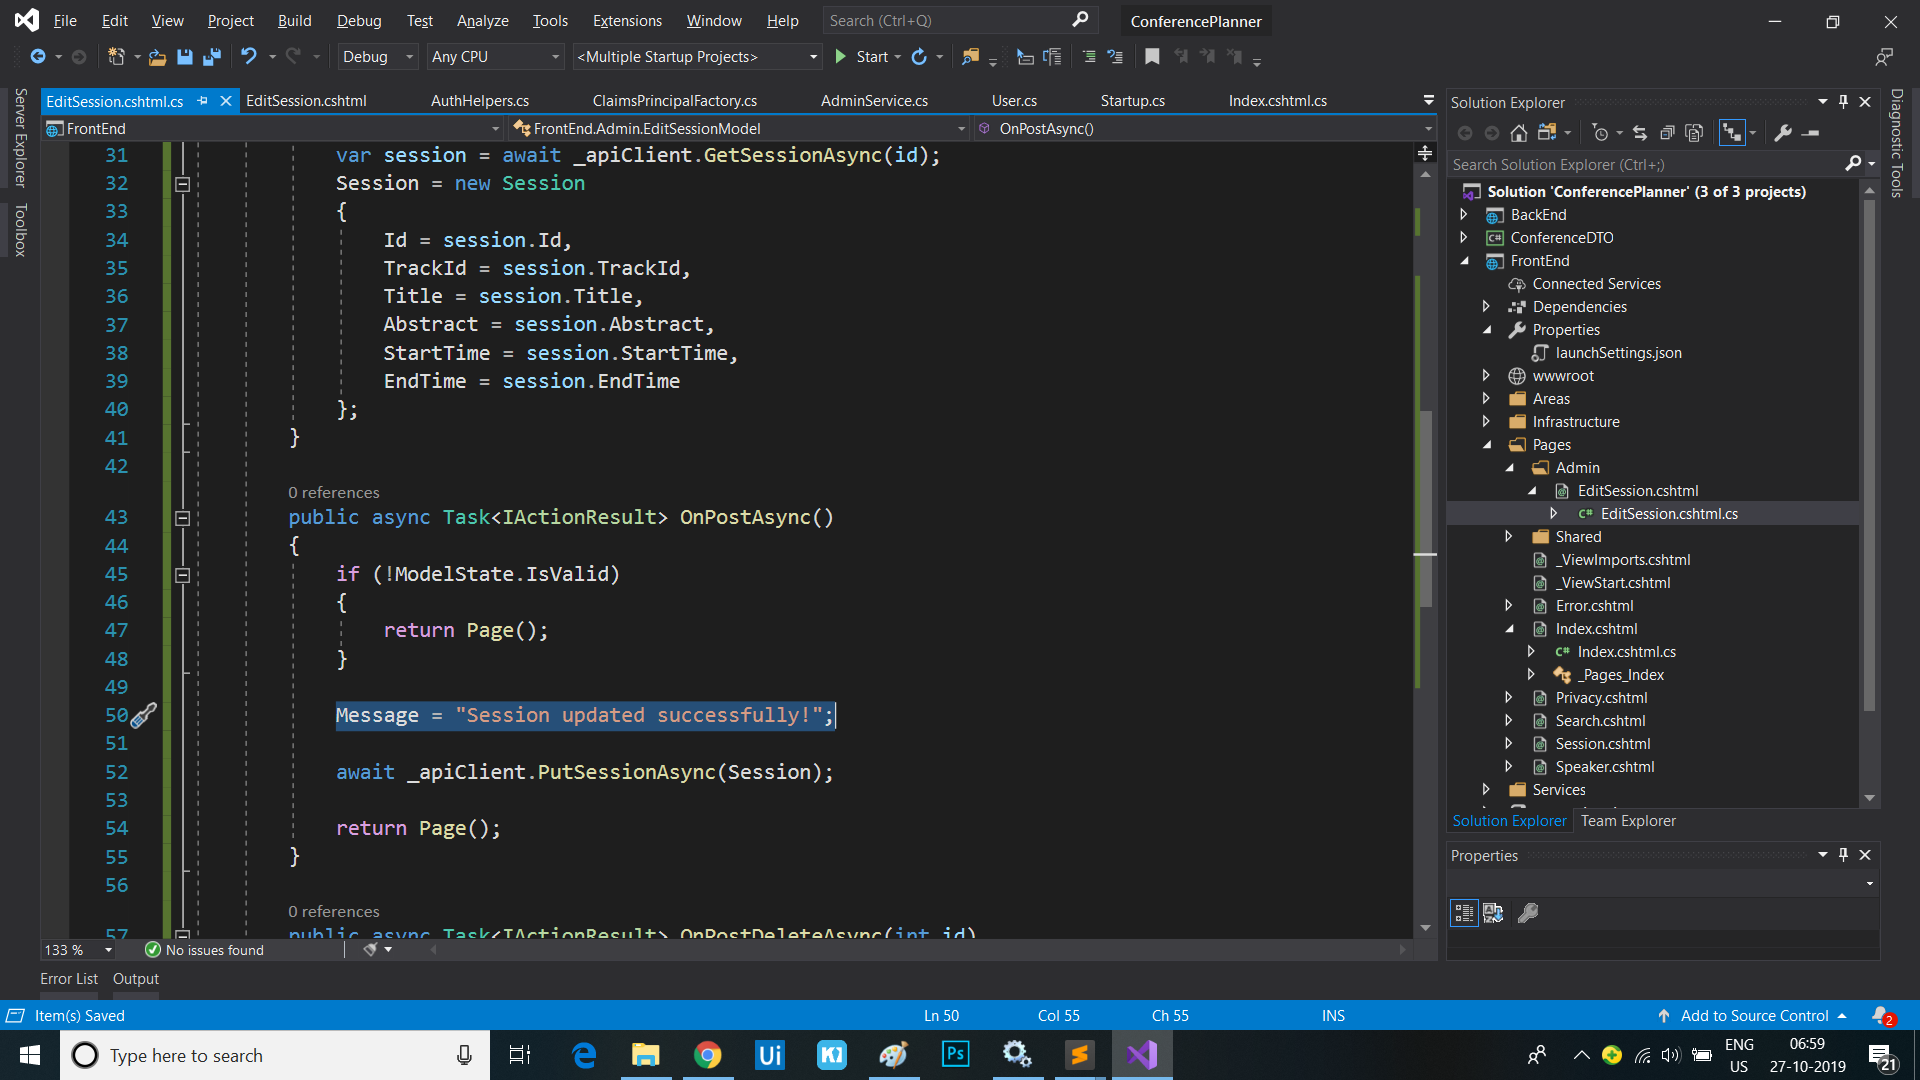 File Edit View Project Build Debug Test Analyze Tools Extensions Window Help Search (Ctrl+Q) ConferencePlanner
Debug Any CPU <Multiple Startup Projects> Start
Server Explorer
Toolbox
EditSession.cshtml.cs EditSession.cshtml AuthHelpers.cs ClaimsPrincipalFactory.cs AdminService.cs User.cs Startup.cs Index.cshtml.cs
FrontEnd FrontEnd.Admin.EditSessionModel OnPostAsync()
31 var session = await _apiClient.GetSessionAsync(id);
32 Session = new Session
33 {
34 Id = session.Id,
35 TrackId = session.TrackId,
36 Title = session.Title,
37 Abstract = session.Abstract,
38 StartTime = session.StartTime,
39 EndTime = session.EndTime
40 };
41 }
42
0 references
43 public async Task<IActionResult> OnPostAsync()
44 {
45 if (!ModelState.IsValid)
46 {
47 return Page();
48 }
49
50 Message = "Session updated successfully!";
51
52 await _apiClient.PutSessionAsync(Session);
53
54 return Page();
55 }
56
0 references
57 public async Task<IActionResult> OnPostDeleteAsync(int id)
133 % No issues found
Error List Output
Solution Explorer
Search Solution Explorer (Ctrl+;)
Solution 'ConferencePlanner' (3 of 3 projects)
BackEnd
C# ConferenceDTO
FrontEnd
Connected Services
Dependencies
Properties
launchSettings.json
wwwroot
Areas
Infrastructure
Pages
Admin
EditSession.cshtml
C# EditSession.cshtml.cs
Shared
_ViewImports.cshtml
_ViewStart.cshtml
Error.cshtml
Index.cshtml
C# Index.cshtml.cs
_Pages_Index
Privacy.cshtml
Search.cshtml
Session.cshtml
Speaker.cshtml
Services
Solution Explorer Team Explorer
Properties
Diagnostic Tools
Item(s) Saved Ln 50 Col 55 Ch 55 INS Add to Source Control 2
Type here to search Ui Ps ENG US 06:59 27-10-2019 21